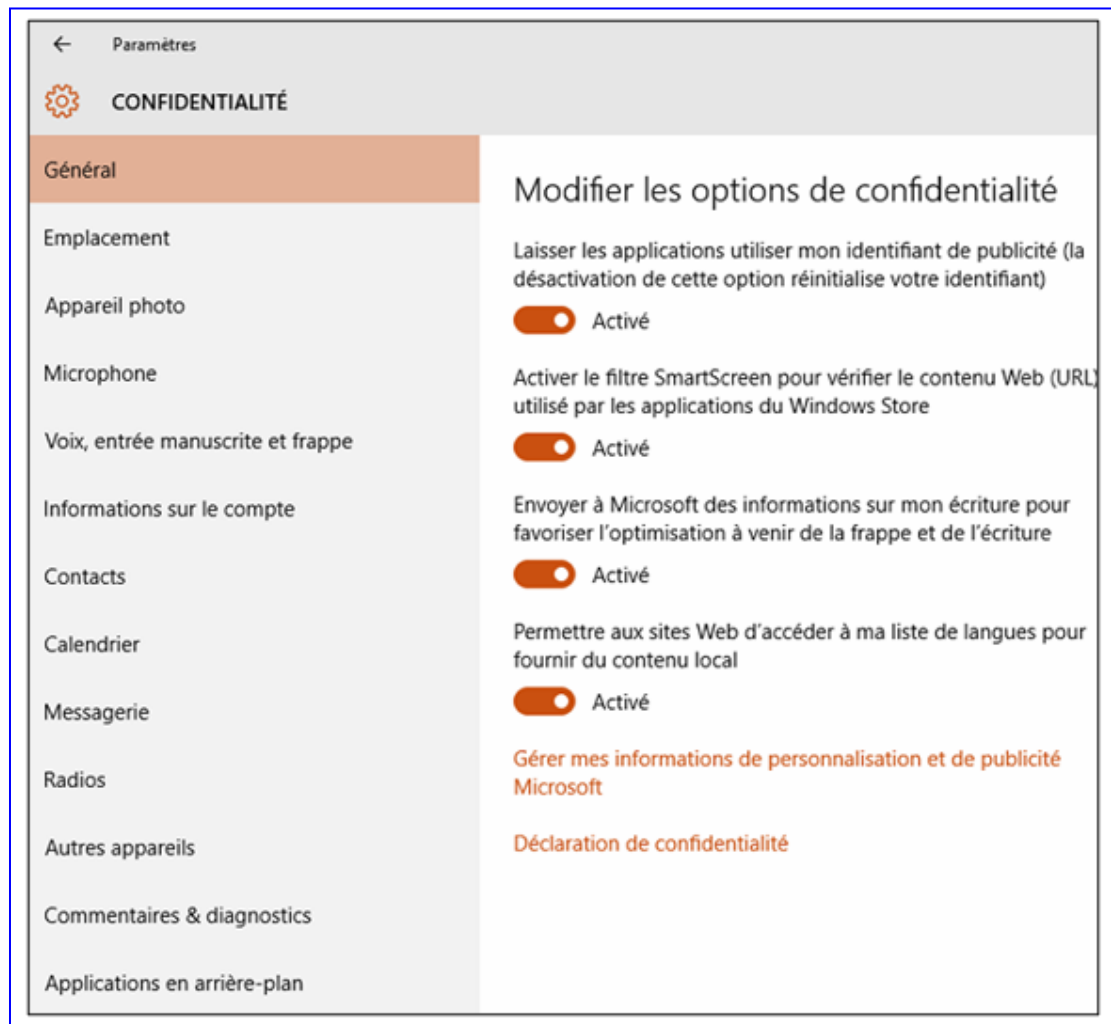 Paramètres
CONFIDENTIALITÉ
Général
Emplacement
Appareil photo
Microphone
Voix, entrée manuscrite et frappe
Informations sur le compte
Contacts
Calendrier
Messagerie
Radios
Autres appareils
Commentaires & diagnostics
Applications en arrière-plan
Modifier les options de confidentialité
Laisser les applications utiliser mon identifiant de publicité (la
désactivation de cette option réinitialise votre identifiant)
Activé
Activer le filtre SmartScreen pour vérifier le contenu Web (URL)
utilisé par les applications du Windows Store
Activé
Envoyer à Microsoft des informations sur mon écriture pour
favoriser l'optimisation à venir de la frappe et de l'écriture
Activé
Permettre aux sites Web d'accéder à ma liste de langues pour
fournir du contenu local
Activé
Gérer mes informations de personnalisation et de publicité
Microsoft
Déclaration de confidentialité